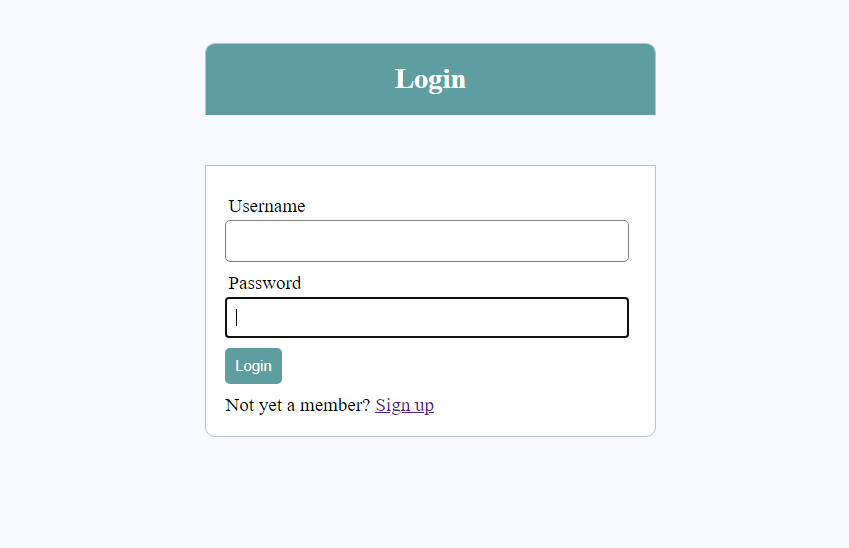 Login
Username
Password
Login
Not yet a member? Sign up